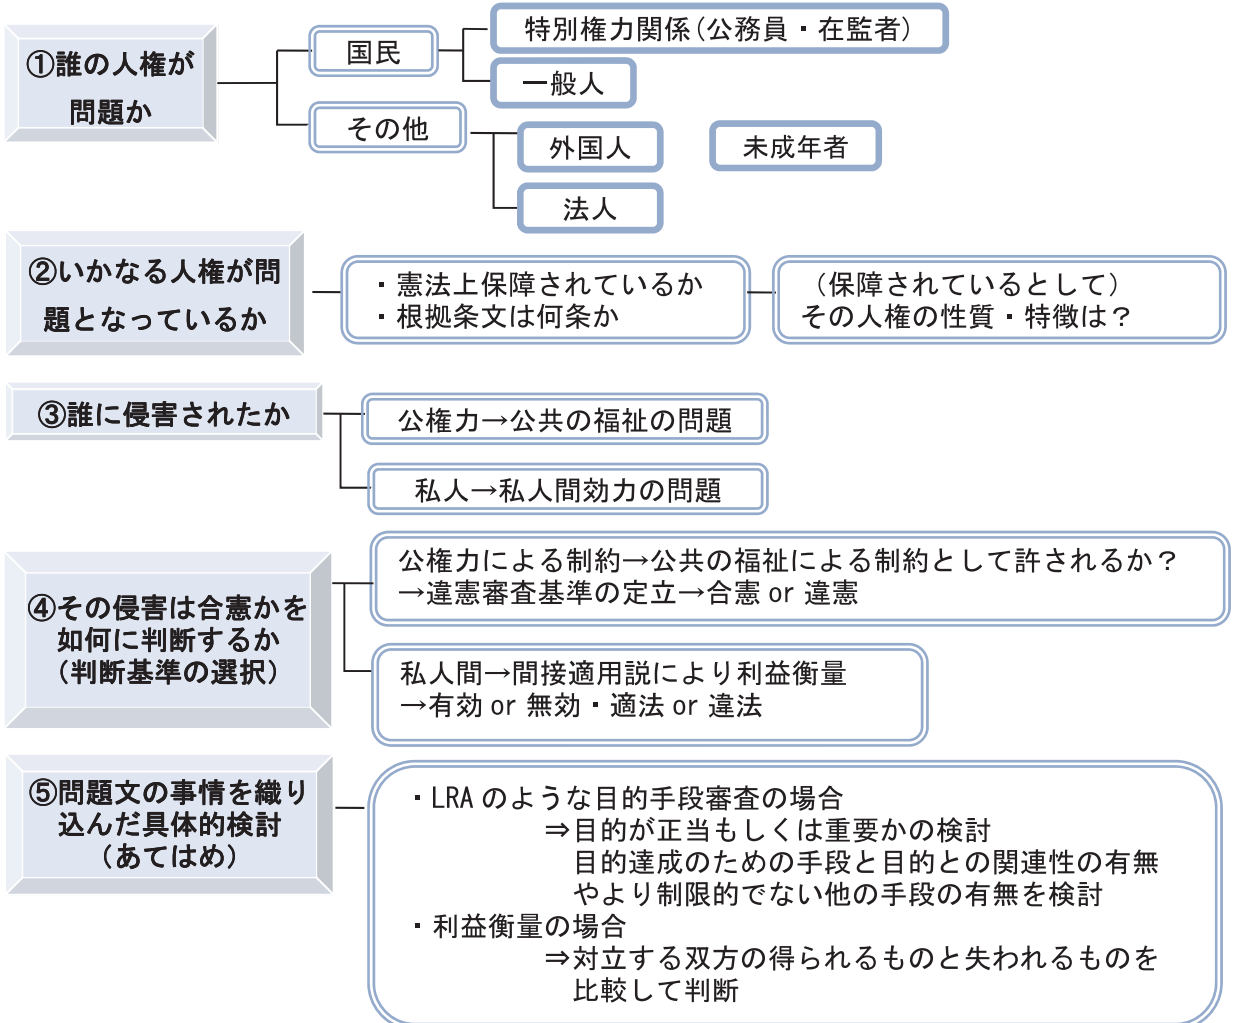 ①誰の人権が
問題か
国民
特別権力関係(公務員・在監者)
一般人
その他
外国人
未成年者
法人
②いかなる人権が問
題となっているか
・憲法上保障されているか
・根拠条文は何条か
(保障されているとして)
その人権の性質・特徴は？
③誰に侵害されたか
公権力→公共の福祉の問題
私人→私人間効力の問題
④その侵害は合憲かを
如何に判断するか
(判断基準の選択)
公権力による制約→公共の福祉による制約として許されるか？
→違憲審査基準の定立→合憲 or 違憲
私人間→間接適用説により利益衡量
→有効 or 無効・適法 or 違法
⑤問題文の事情を織り
込んだ具体的検討
(あてはめ)
・LRA のような目的手段審査の場合
⇒目的が正当もしくは重要かの検討
目的達成のための手段と目的との関連性の有無
やより制限的でない他の手段の有無を検討
・利益衡量の場合
⇒対立する双方の得られるものと失われるものを
比較して判断